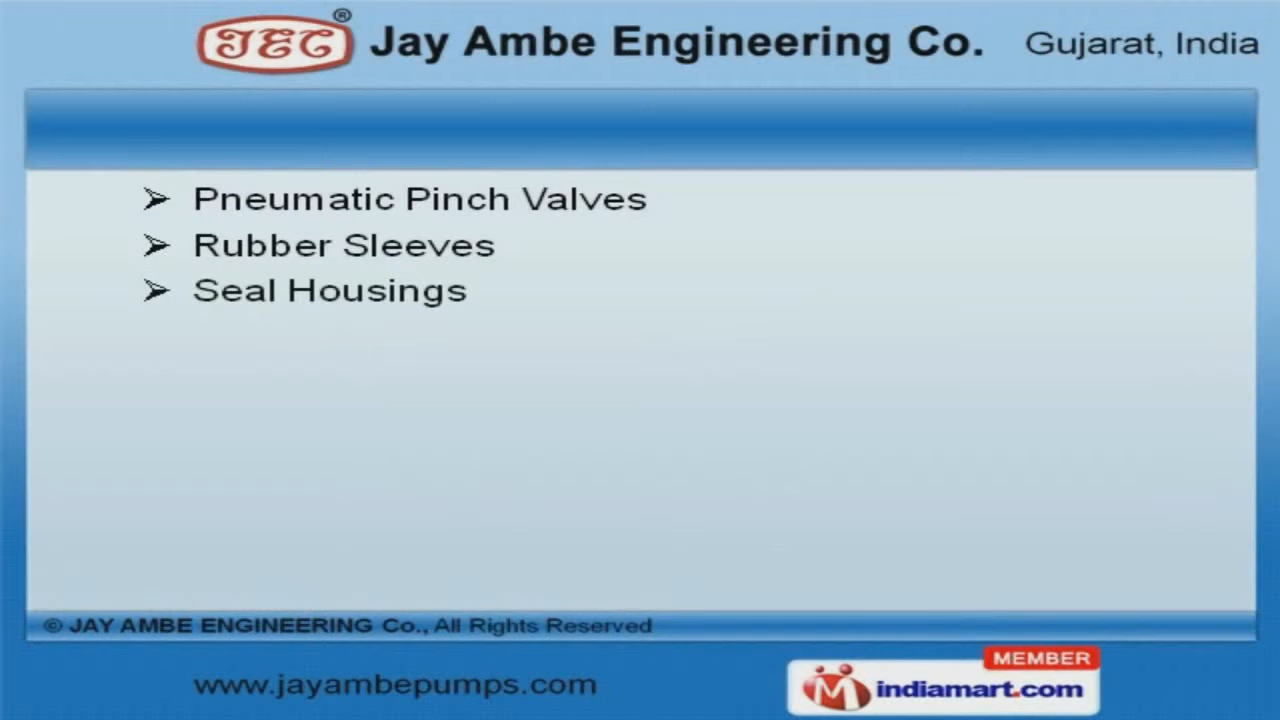 JEC® Jay Ambe Engineering Co. Gujarat, India
➢ Pneumatic Pinch Valves
➢ Rubber Sleeves
➢ Seal Housings
© JAY AMBE ENGINEERING Co., All Rights Reserved
MEMBER
www.jayambepumps.com indiamart.com